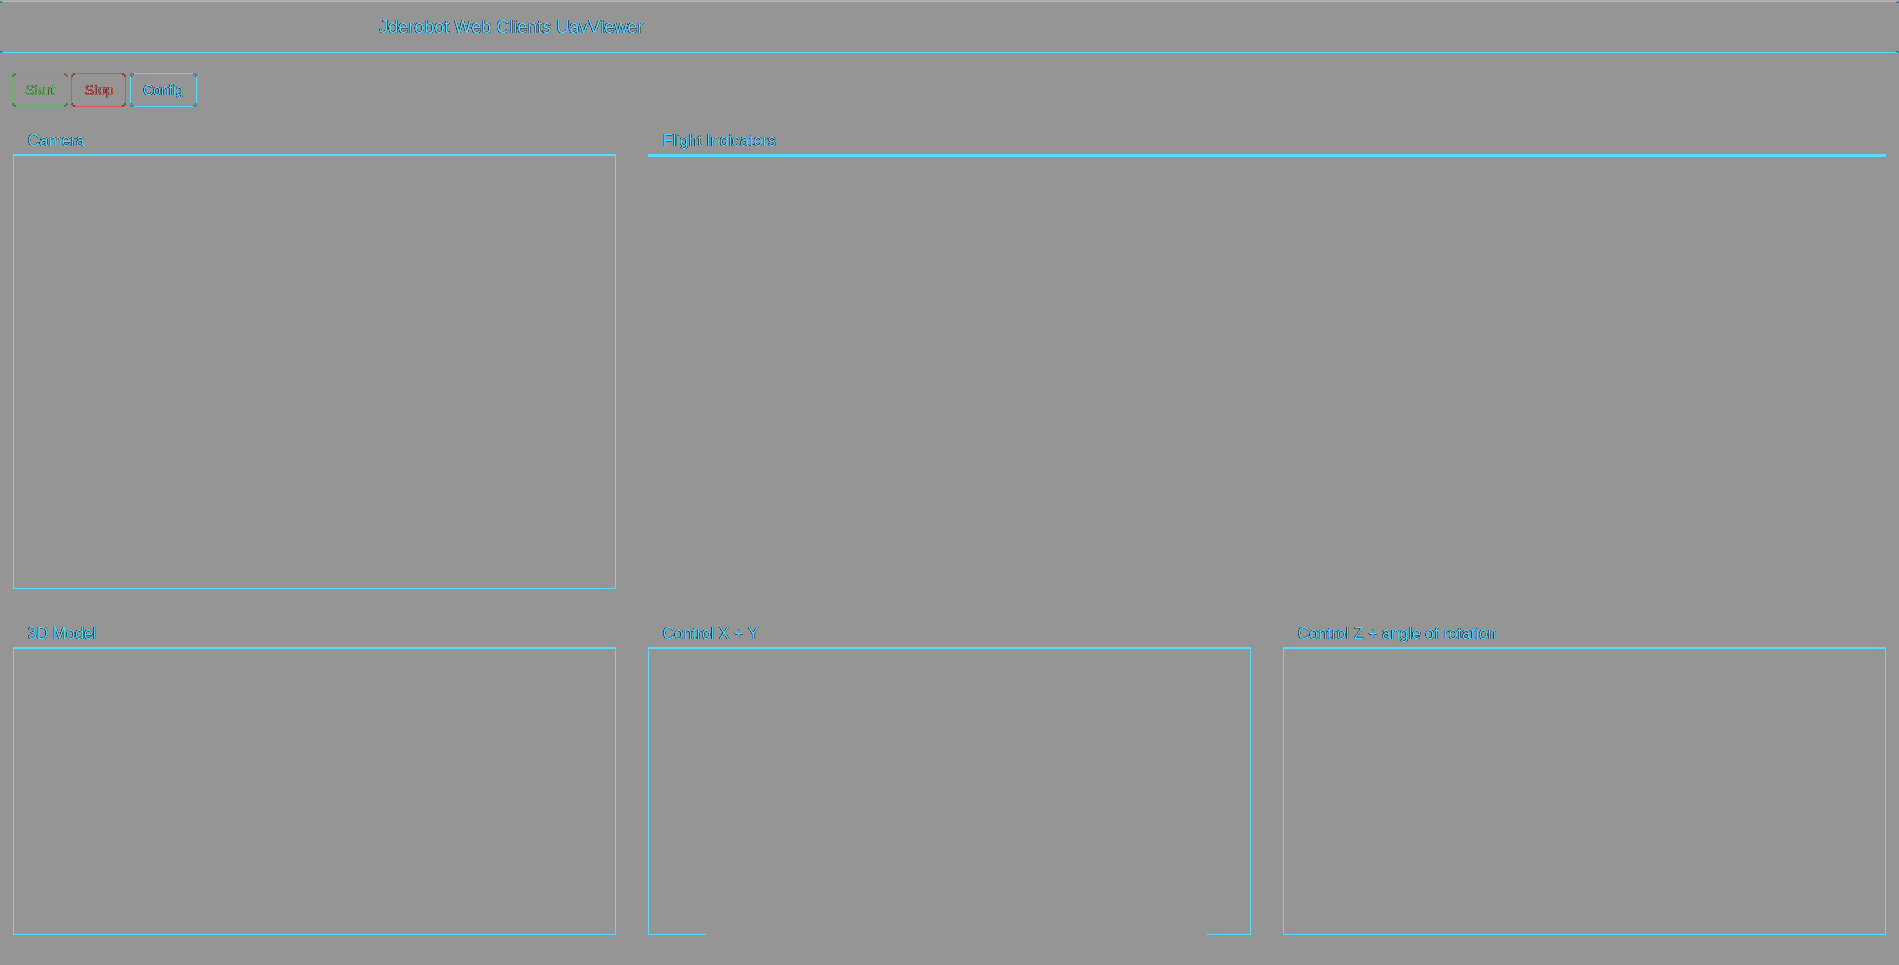 Jderobot Web Clients UavViewer
Start Stop Config
Camera
Flight Indicators
3D Model
Control X + Y
Control Z + angle of rotation